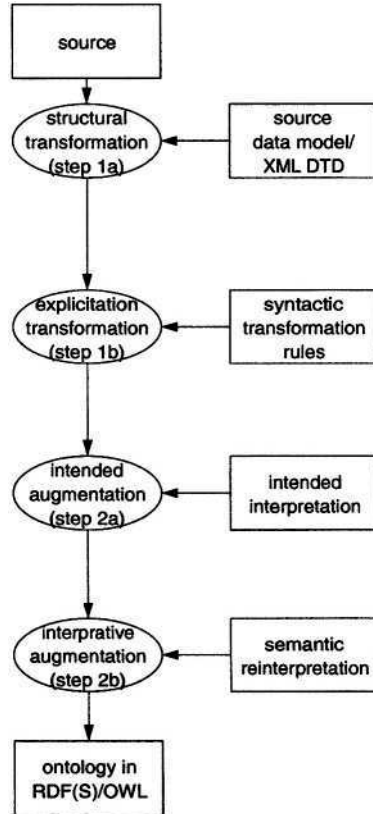 source
structural
transformation
(step 1a)
source
data model/
XML DTD
explicitation
transformation
(step 1b)
syntactic
transformation
rules
intended
augmentation
(step 2a)
intended
interpretation
interprative
augmentation
(step 2b)
semantic
reinterpretation
ontology in
RDF(S)/OWL